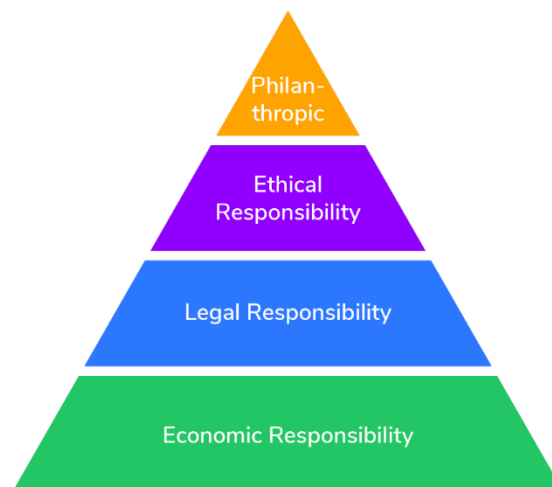 Philan-
thropic
Ethical
Responsibility
Legal Responsibility
Economic Responsibility